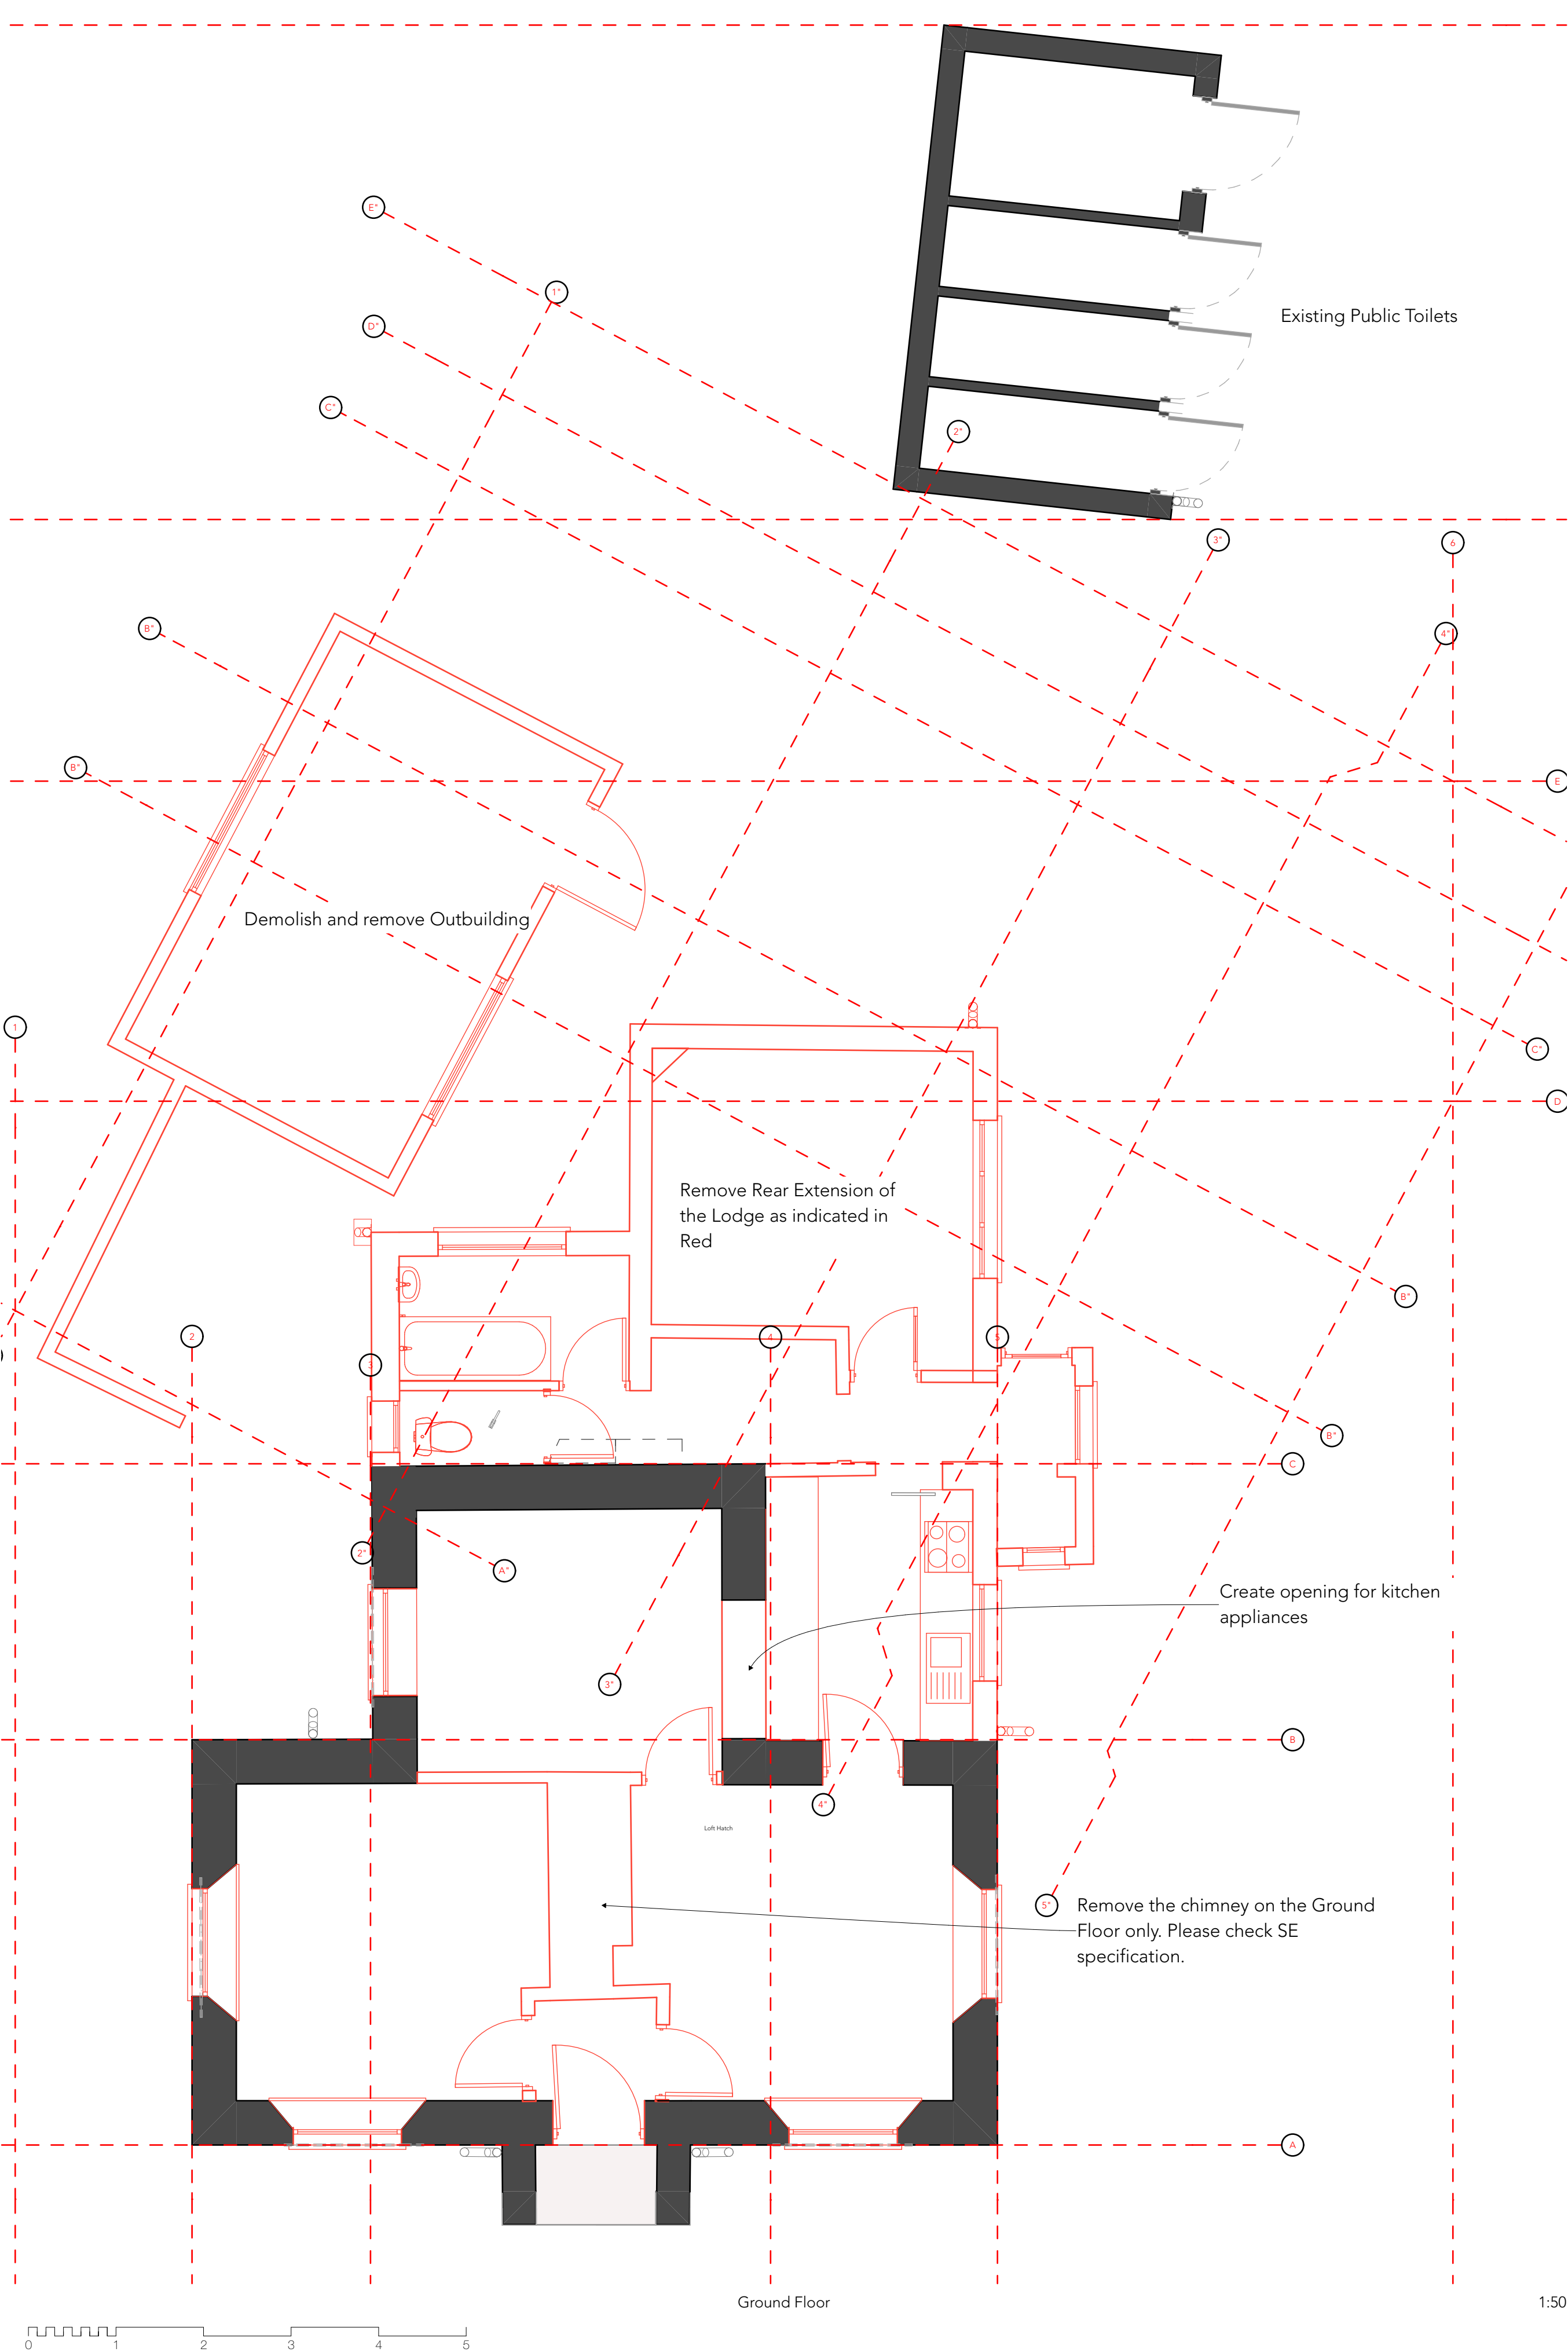 E"
1"
D"
Existing Public Toilets
C"
2"
3"
6"
B"
4"
B"
E
Demolish and remove Outbuilding
1
C"
D
Remove Rear Extension of
the Lodge as indicated in
Red
B"
2
4
5
3
B"
C
2"
A"
Create opening for kitchen
appliances
3"
B
4"
Loft Hatch
5"
Remove the chimney on the Ground
Floor only. Please check SE
specification.
A
Ground Floor
1:50
0 1 2 3 4 5